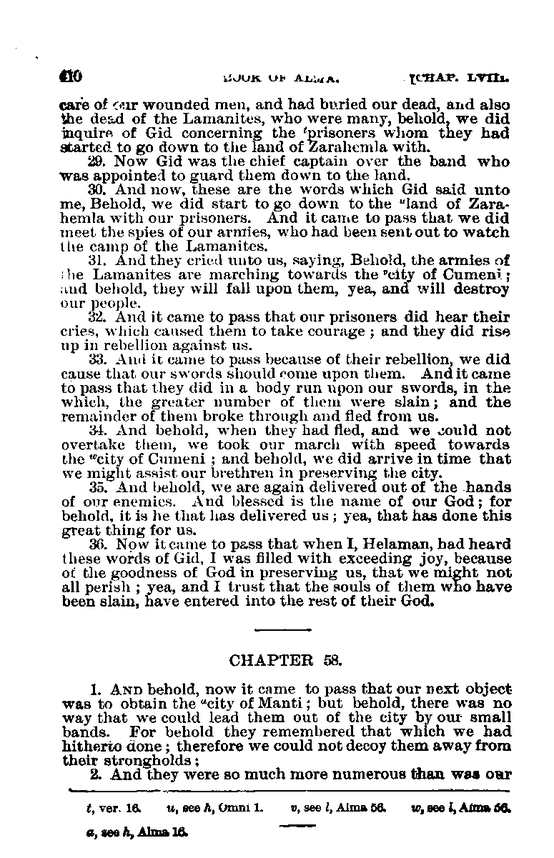 410 BOOK OF ALMA. [CHAP. LVIII.
care of our wounded men, and had buried our dead, and also
the dead of the Lamanites, who were many, behold, we did
inquire of Gid concerning the ᵗprisoners whom they had
started to go down to the land of Zarahemla with.
29. Now Gid was the chief captain over the band who
was appointed to guard them down to the land.
30. And now, these are the words which Gid said unto
me, Behold, we did start to go down to the ᵘland of Zara-
hemla with our prisoners. And it came to pass that we did
meet the spies of our armies, who had been sent out to watch
the camp of the Lamanites.
31. And they cried unto us, saying, Behold, the armies of
the Lamanites are marching towards the ᵛcity of Cumeni;
and behold, they will fall upon them, yea, and will destroy
our people.
32. And it came to pass that our prisoners did hear their
cries, which caused them to take courage; and they did rise
up in rebellion against us.
33. And it came to pass because of their rebellion, we did
cause that our swords should come upon them. And it came
to pass that they did in a body run upon our swords, in the
which, the greater number of them were slain; and the
remainder of them broke through and fled from us.
34. And behold, when they had fled, and we could not
overtake them, we took our march with speed towards
the ʷcity of Cumeni; and behold, we did arrive in time that
we might assist our brethren in preserving the city.
35. And behold, we are again delivered out of the hands
of our enemies. And blessed is the name of our God; for
behold, it is he that has delivered us; yea, that has done this
great thing for us.
36. Now it came to pass that when I, Helaman, had heard
these words of Gid, I was filled with exceeding joy, because
of the goodness of God in preserving us, that we might not
all perish; yea, and I trust that the souls of them who have
been slain, have entered into the rest of their God.
CHAPTER 58.
1. AND behold, now it came to pass that our next object
was to obtain the ᵃcity of Manti; but behold, there was no
way that we could lead them out of the city by our small
bands. For behold they remembered that which we had
hitherto done; therefore we could not decoy them away from
their strongholds;
2. And they were so much more numerous than was our
t, ver. 16. u, see h, Omni 1. v, see l, Alma 56. w, see l, Alma 56.
a, see h, Alma 16.